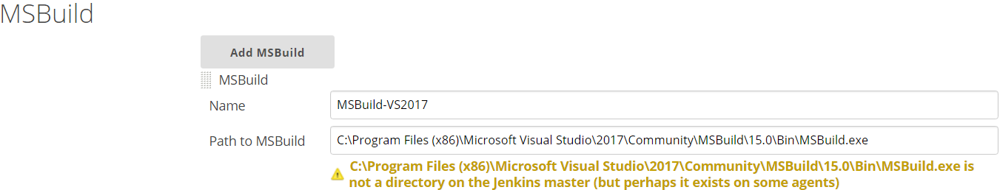 MSBuild
Add MSBuild
MSBuild
Name
MSBuild-VS2017
Path to MSBuild
C:\Program Files (x86)\Microsoft Visual Studio\2017\Community\MSBuild\15.0\Bin\MSBuild.exe
C:\Program Files (x86)\Microsoft Visual Studio\2017\Community\MSBuild\15.0\Bin\MSBuild.exe is
not a directory on the Jenkins master (but perhaps it exists on some agents)